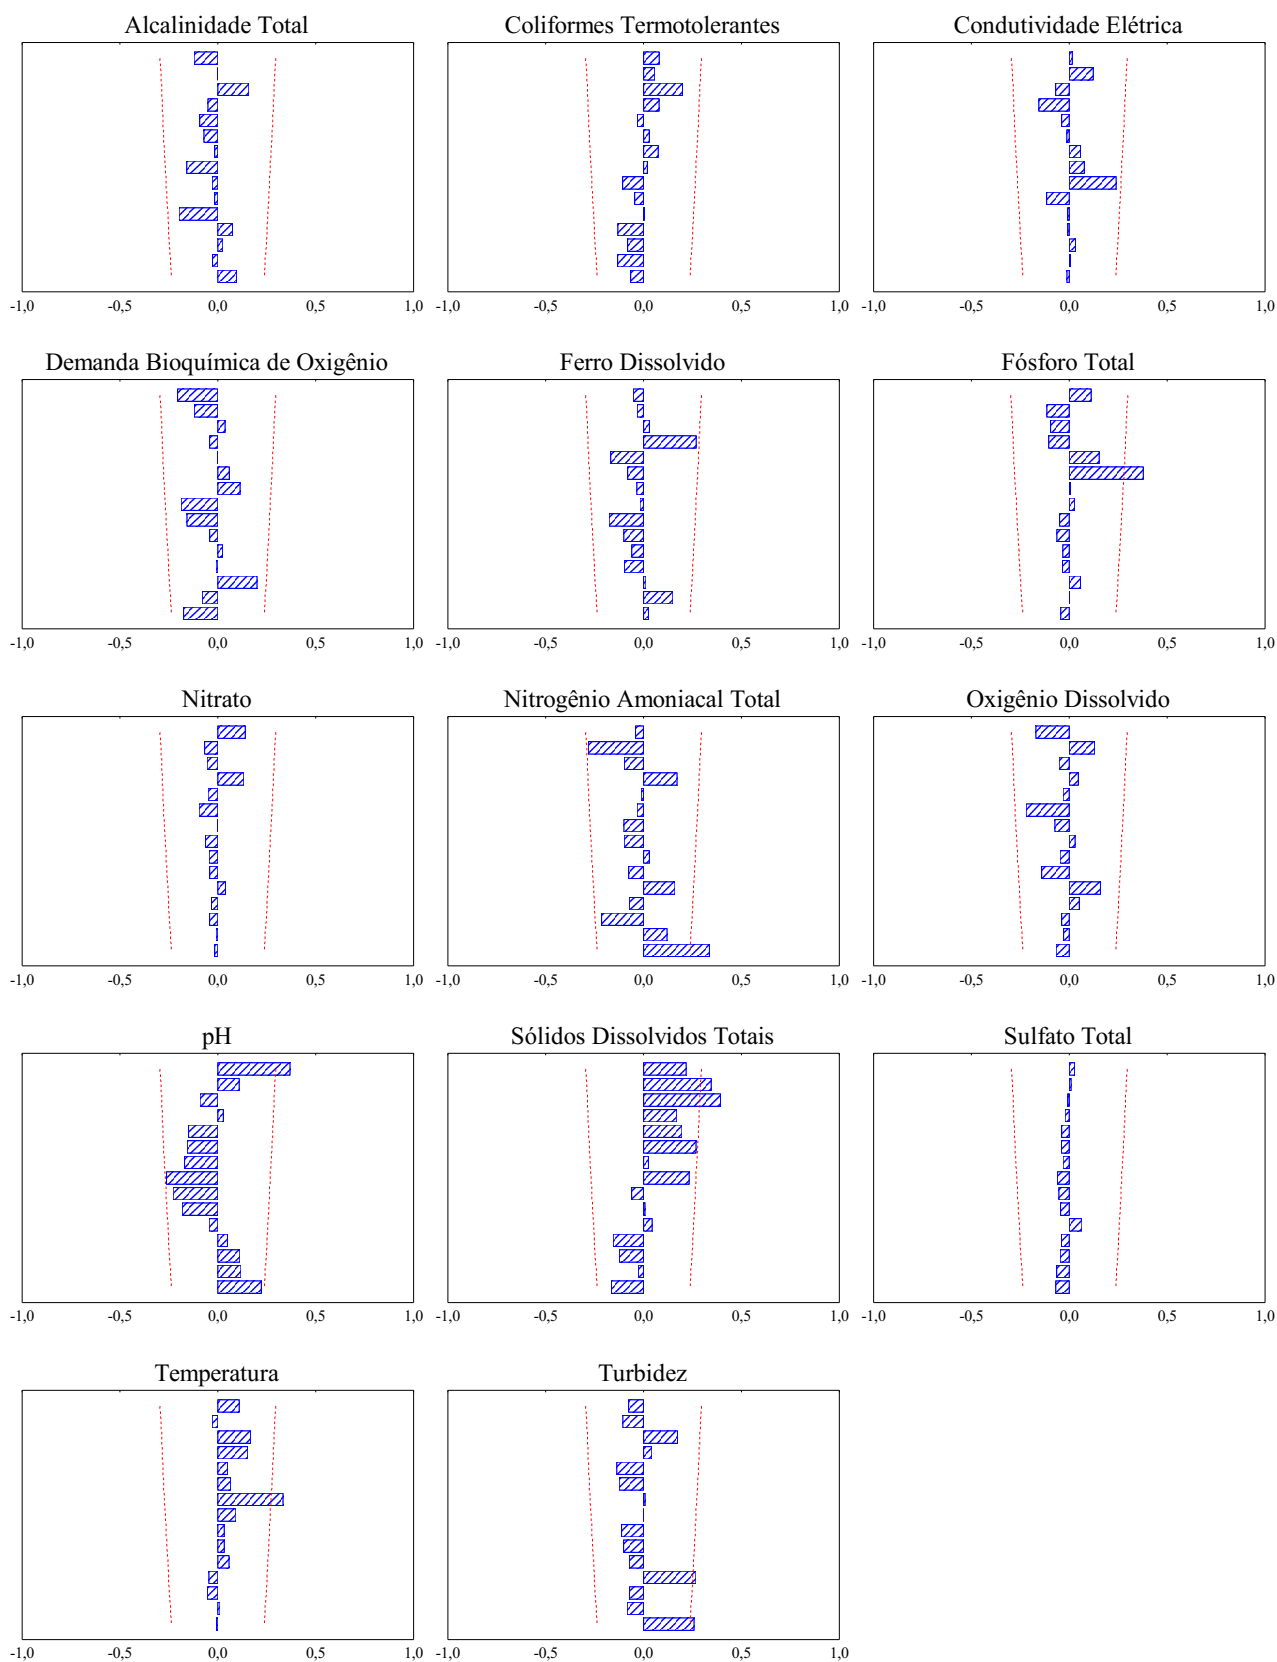 Alcalinidade Total Coliformes Termotolerantes Condutividade Elétrica
-1,0 -0,5 0,0 0,5 1,0 -1,0 -0,5 0,0 0,5 1,0 -1,0 -0,5 0,0 0,5 1,0
Demanda Bioquímica de Oxigênio Ferro Dissolvido Fósforo Total
-1,0 -0,5 0,0 0,5 1,0 -1,0 -0,5 0,0 0,5 1,0 -1,0 -0,5 0,0 0,5 1,0
Nitrato Nitrogênio Amoniacal Total Oxigênio Dissolvido
-1,0 -0,5 0,0 0,5 1,0 -1,0 -0,5 0,0 0,5 1,0 -1,0 -0,5 0,0 0,5 1,0
pH Sólidos Dissolvidos Totais Sulfato Total
-1,0 -0,5 0,0 0,5 1,0 -1,0 -0,5 0,0 0,5 1,0 -1,0 -0,5 0,0 0,5 1,0
Temperatura Turbidez
-1,0 -0,5 0,0 0,5 1,0 -1,0 -0,5 0,0 0,5 1,0